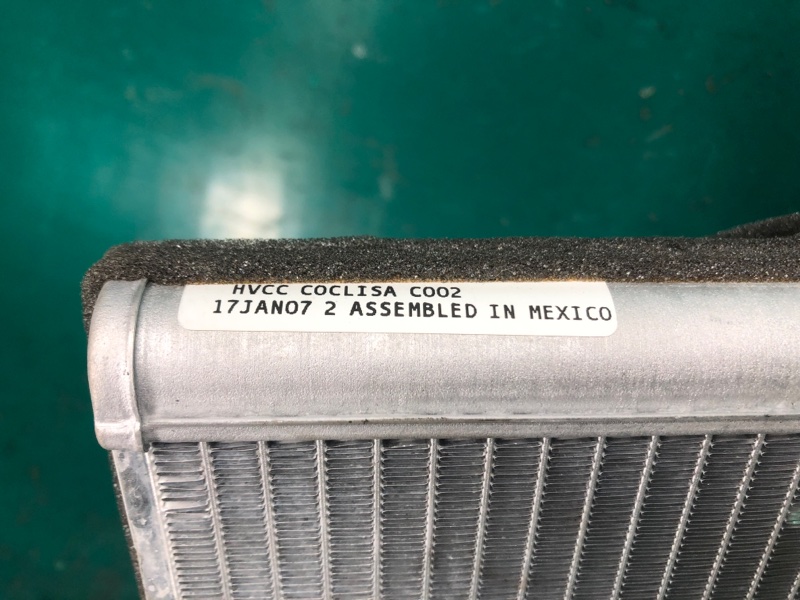 HVCC COCLISA C002
17JAN07 2 ASSEMBLED IN MEXICO